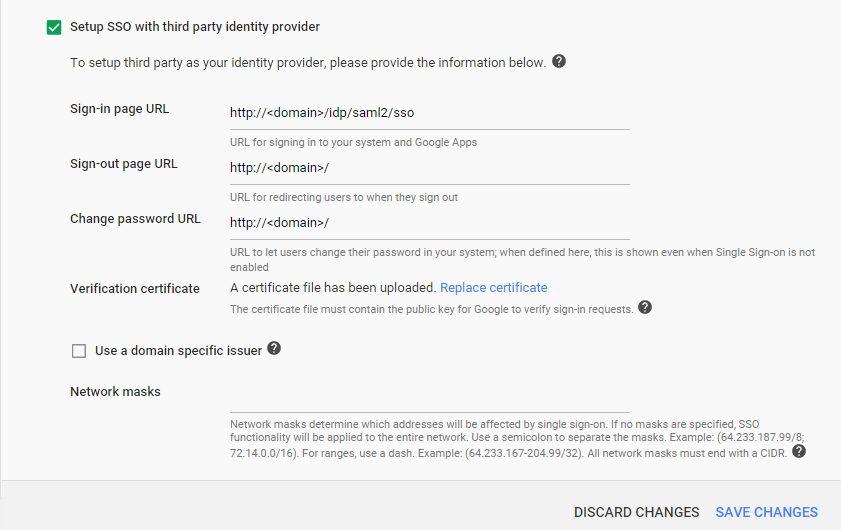 Setup SSO with third party identity provider
To setup third party as your identity provider, please provide the information below. ?
Sign-in page URL
http://<domain>/idp/saml2/sso
URL for signing in to your system and Google Apps
Sign-out page URL
http://<domain>/
URL for redirecting users to when they sign out
Change password URL
http://<domain>/
URL to let users change their password in your system; when defined here, this is shown even when Single Sign-on is not
enabled
Verification certificate
A certificate file has been uploaded. Replace certificate
The certificate file must contain the public key for Google to verify sign-in requests. ?
Use a domain specific issuer ?
Network masks
Network masks determine which addresses will be affected by single sign-on. If no masks are specified, SSO
functionality will be applied to the entire network. Use a semicolon to separate the masks. Example: (64.233.187.99/8;
72.14.0.0/16). For ranges, use a dash. Example: (64.233.167-204.99/32). All network masks must end with a CIDR. ?
DISCARD CHANGES SAVE CHANGES